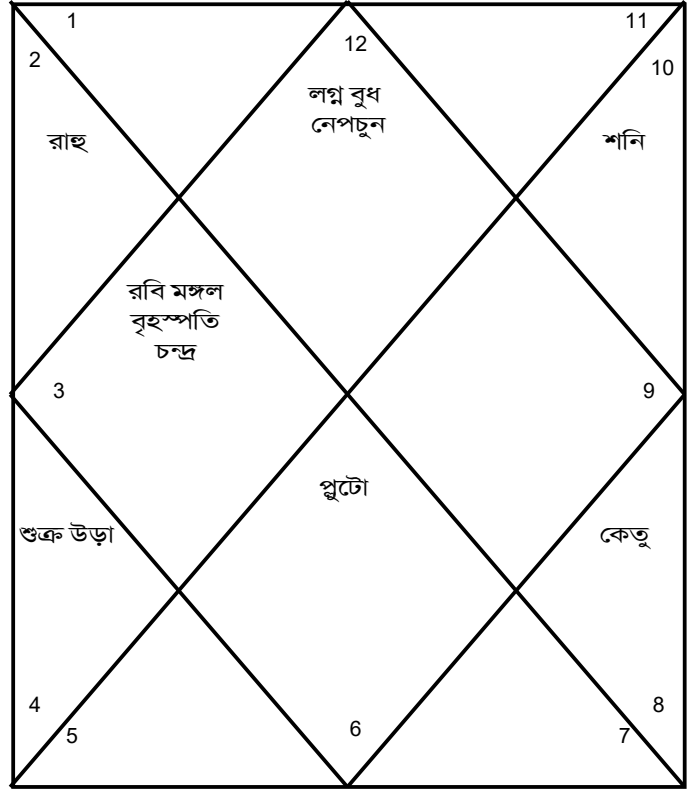 1
11
2
12
10
লগ্ন বুধ
নেপচুন
রাহু
শনি
রবি মঙ্গল
বৃহস্পতি
চন্দ্র
3
9
প্লুটো
শুক্র উড়া
কেতু
4
8
5
6
7